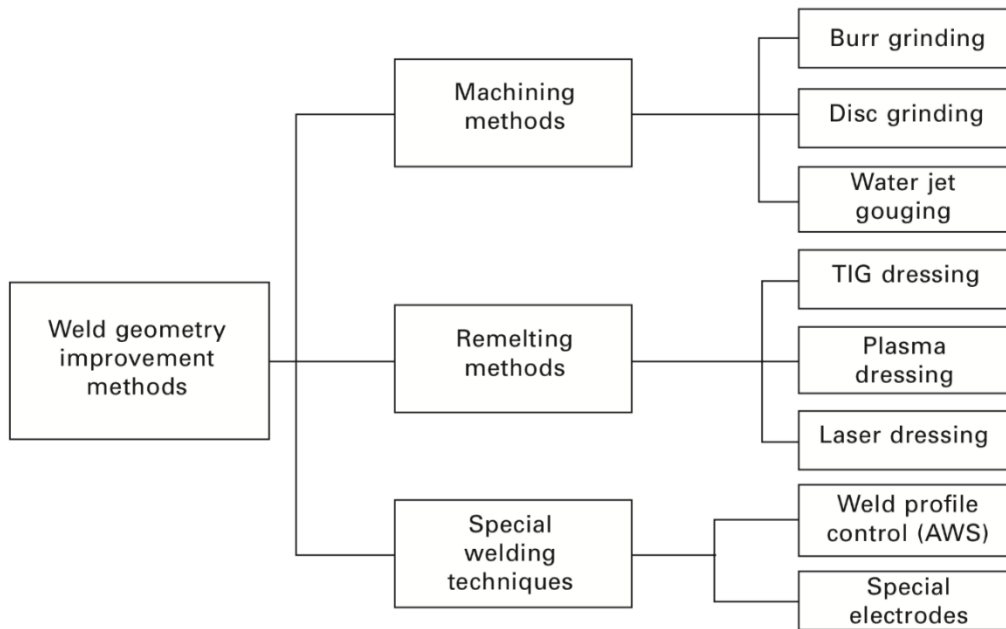 Weld geometry
improvement
methods
Machining
methods
Burr grinding
Disc grinding
Water jet
gouging
Remelting
methods
TIG dressing
Plasma
dressing
Laser dressing
Special
welding
techniques
Weld profile
control (AWS)
Special
electrodes